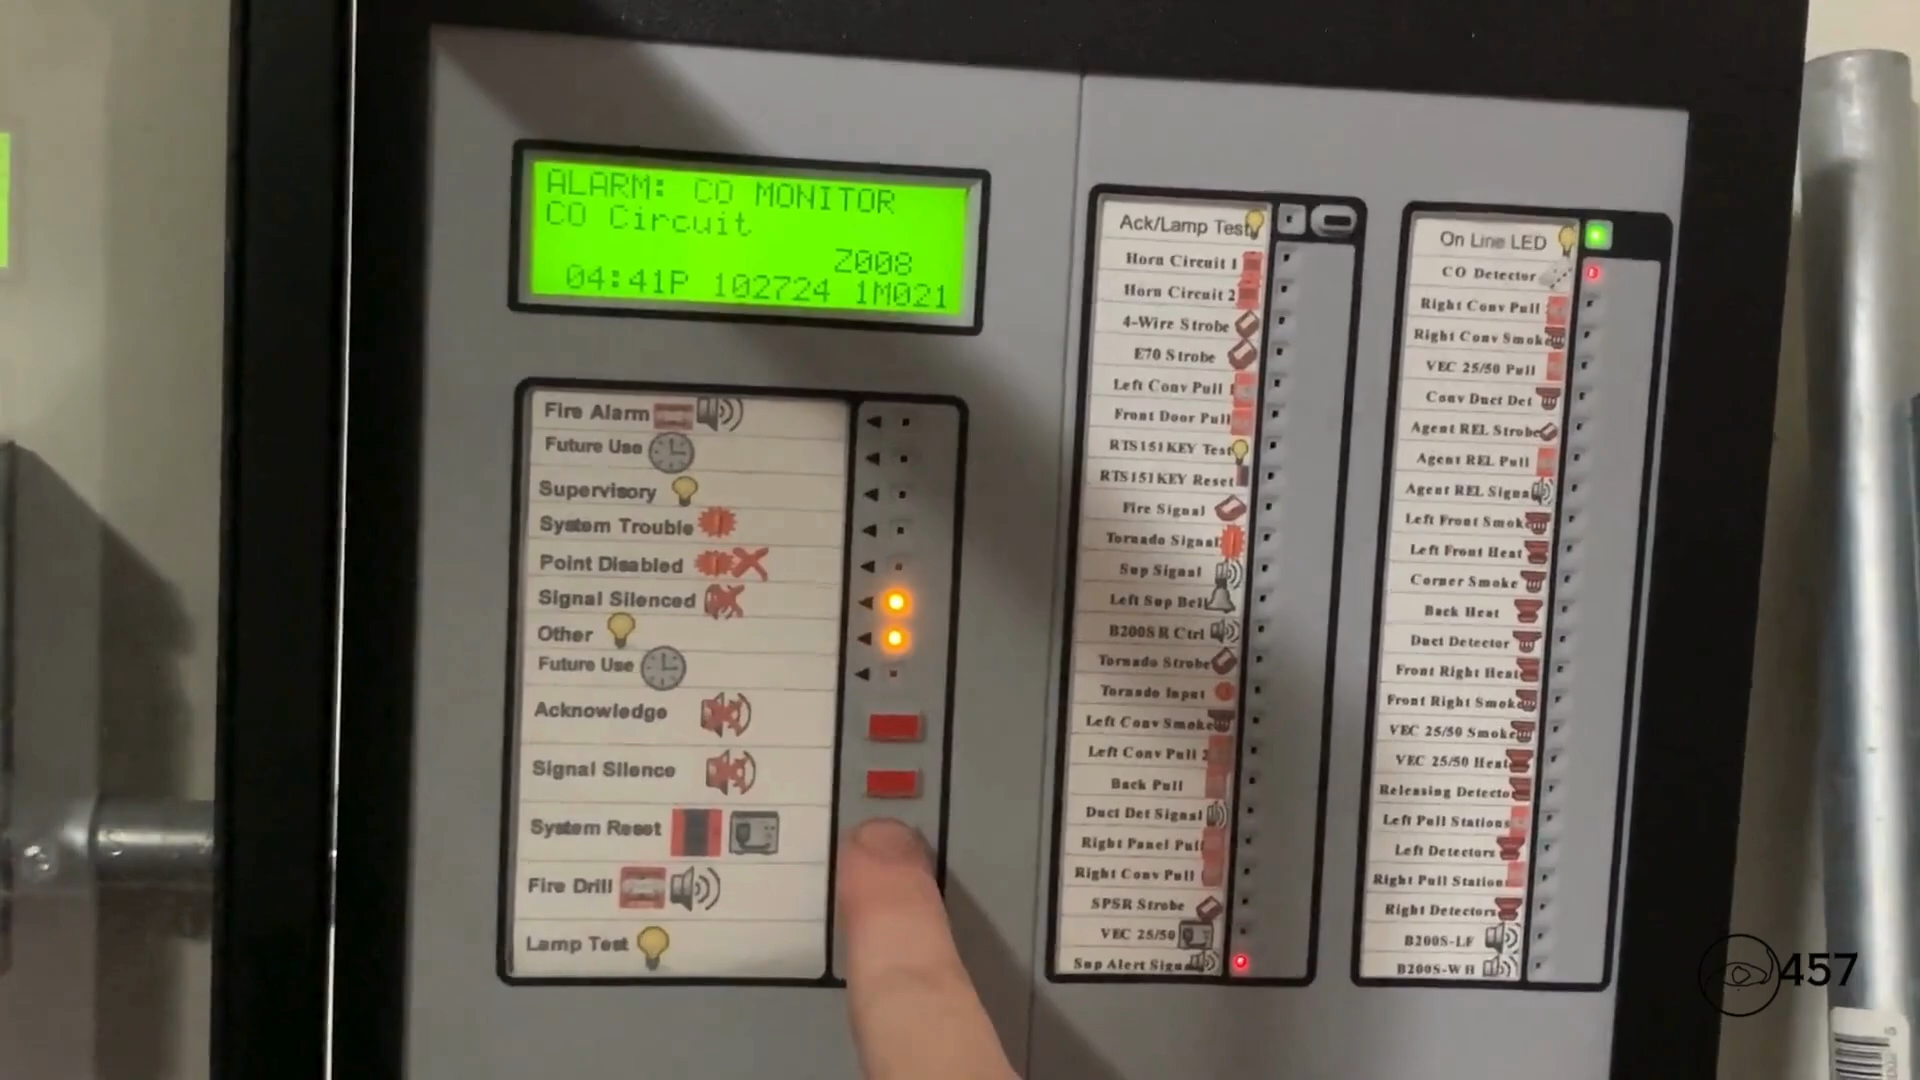 ALARM: CO MONITOR
CO Circuit
Z008
04:41P 102724 1M021
Fire Alarm
Future Use
Supervisory
System Trouble
Point Disabled
Signal Silenced
Other
Future Use
Acknowledge
Signal Silence
System Reset
Fire Drill
Lamp Test
Ack/Lamp Test
Horn Circuit 1
Horn Circuit 2
4-Wire Strobe
E70 Strobe
Left Conv Pull 1
Front Door Pull
RTS151KEY Test
RTS151KEY Reset
Fire Signal
Tornado Signal
Sup Signal
Left Sup Bell
B200SR Ctrl
Tornado Strobe
Tornado Input
Left Conv Smoke
Left Conv Pull 2
Back Pull
Duct Det Signal
Right Panel Pull
Right Conv Pull
SPSR Strobe
VEC 25/50
Sup Alert Signal
On Line LED
CO Detector
Right Conv Pull
Right Conv Smoke
VEC 25/50 Pull
Conv Duct Det
Agent REL Strobe
Agent REL Pull
Agent REL Signal
Left Front Smoke
Left Front Heat
Corner Smoke
Back Heat
Duct Detector
Front Right Heat
Front Right Smoke
VEC 25/50 Smoke
VEC 25/50 Heat
Releasing Detector
Left Pull Stations
Left Detectors
Right Pull Station
Right Detectors
B200S-LF
B200S-WH
457